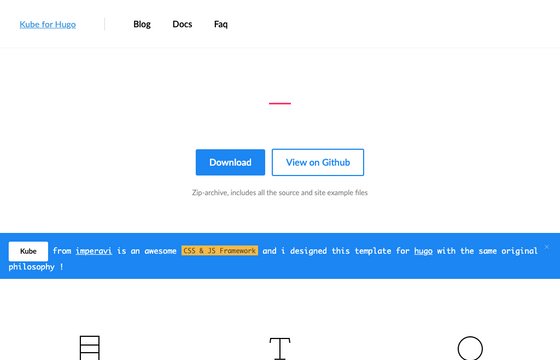 Kube for Hugo Blog Docs Faq
Download View on Github
Zip-archive, includes all the source and site example files
Kube from imperavi is an awesome CSS & JS Framework and i designed this template for hugo with the same original ×
philosophy !